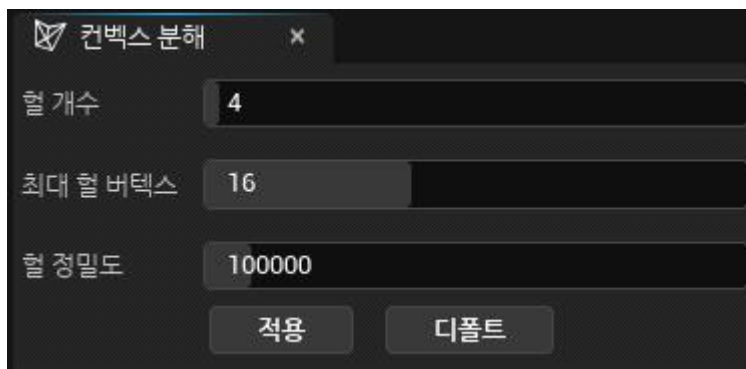 컨벡스 분해 ×
헐 개수 4
최대 헐 버텍스 16
헐 정밀도 100000
적용 디폴트